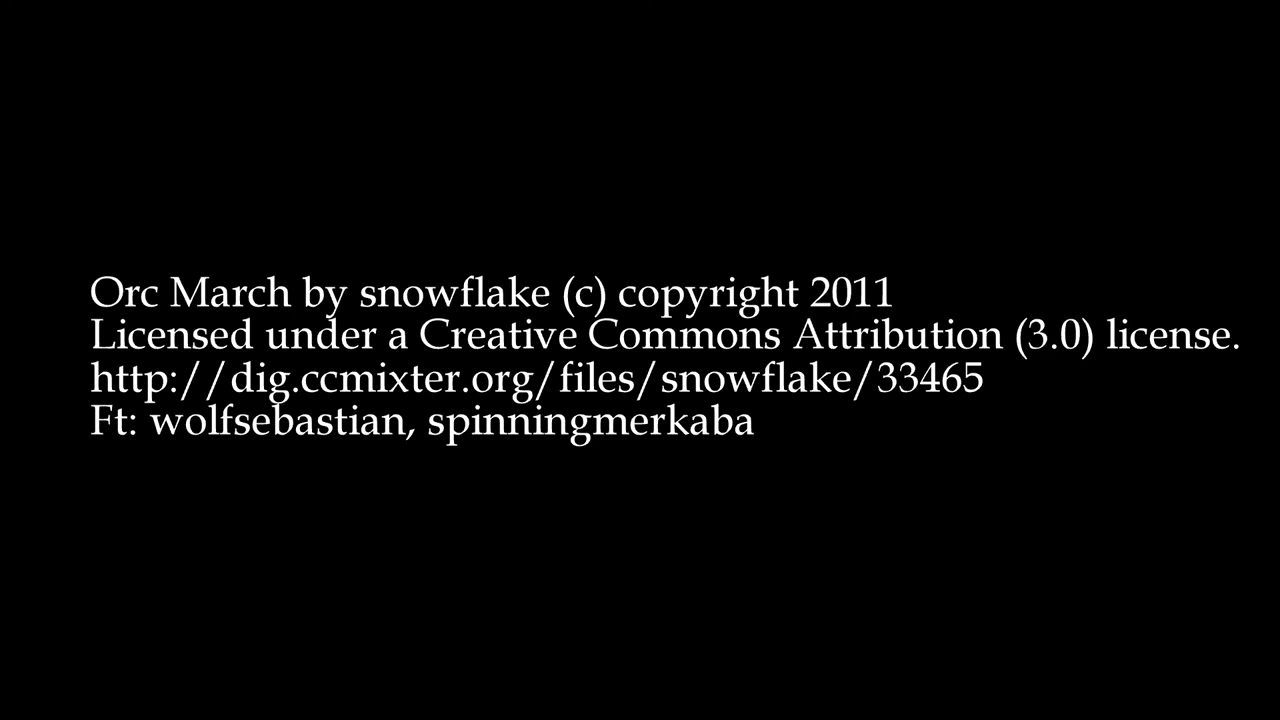 Orc March by snowflake (c) copyright 2011
Licensed under a Creative Commons Attribution (3.0) license.
http://dig.ccmixter.org/files/snowflake/33465
Ft: wolfsebastian, spinningmerkaba